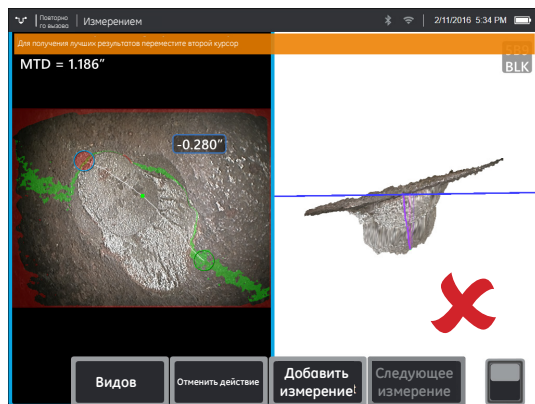 Повторно
го вызова
Измерением
2/11/2016 5:34 PM
Для получения лучших результатов переместите второй курсор
MTD = 1.186"
BLK
-0.280"
Видов
Отменить действие
Добавить
измерение
Следующее
измерение